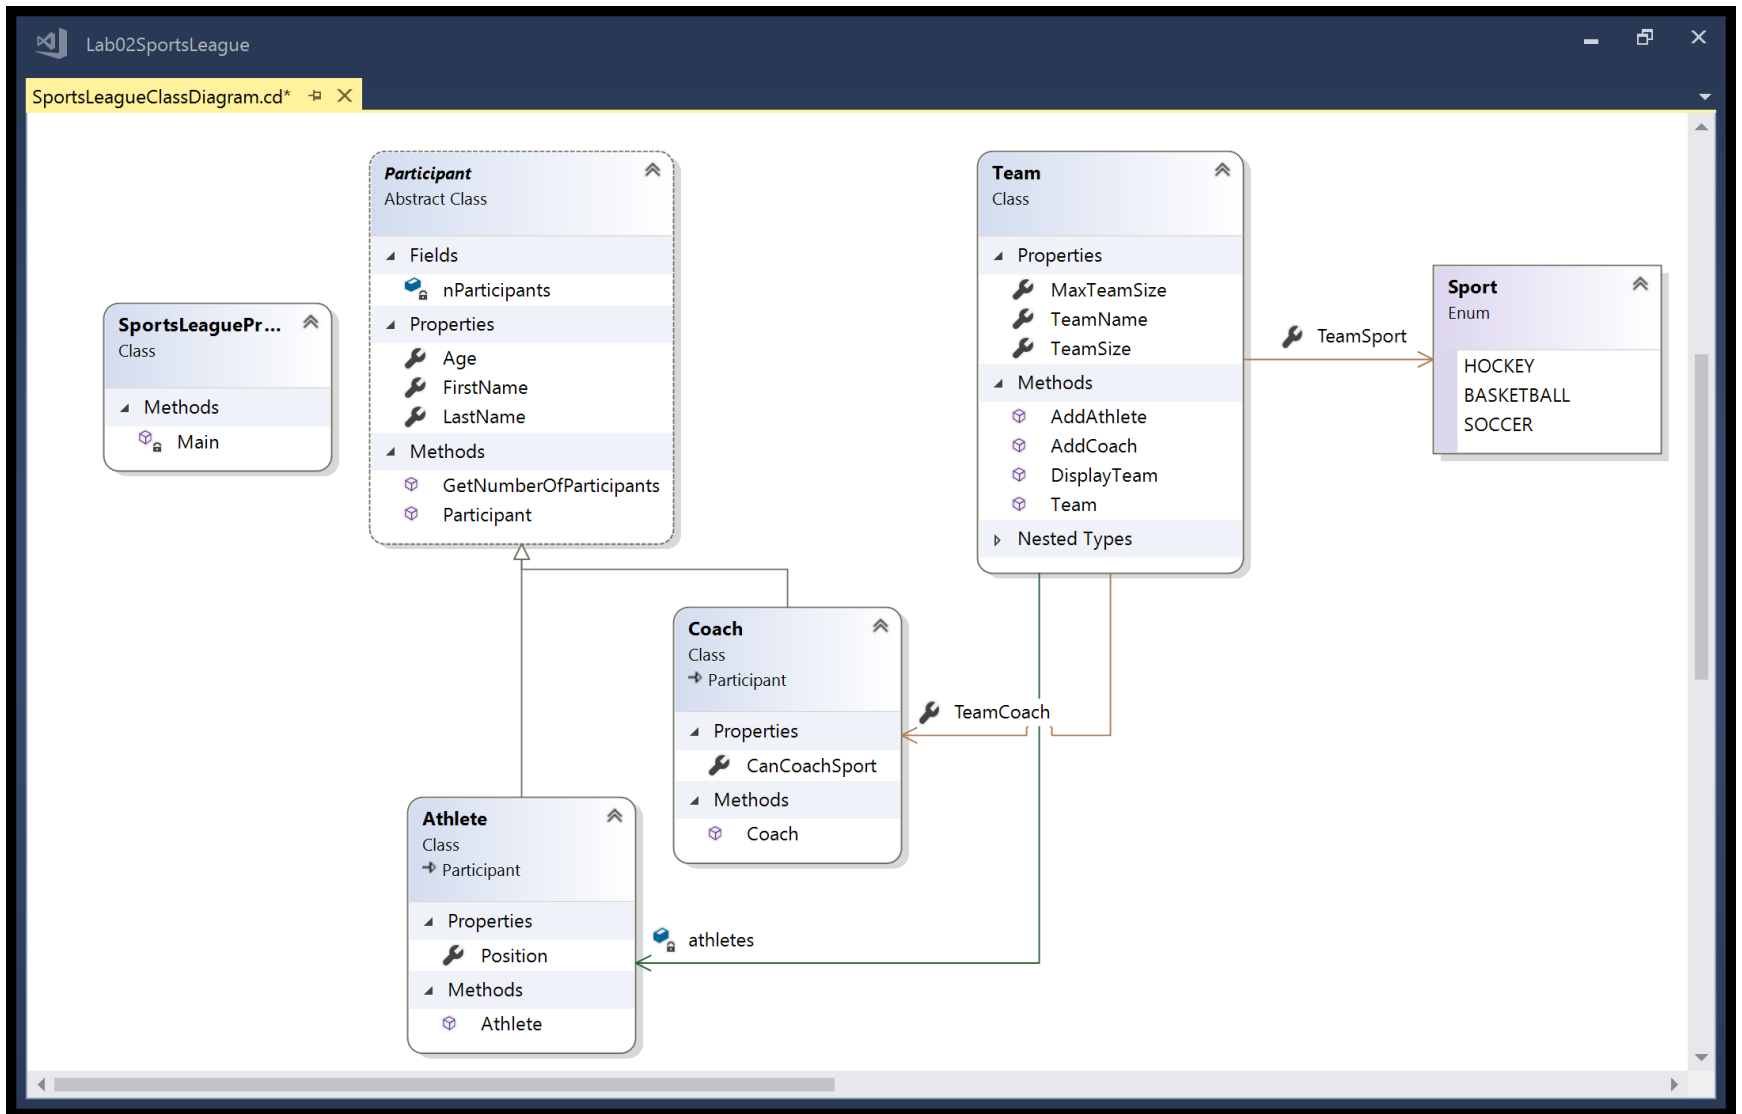 Lab02SportsLeague
SportsLeagueClassDiagram.cd*
SportsLeaguePr...
Class
Methods
Main
Participant
Abstract Class
Fields
nParticipants
Properties
Age
FirstName
LastName
Methods
GetNumberOfParticipants
Participant
Team
Class
Properties
MaxTeamSize
TeamName
TeamSize
Methods
AddAthlete
AddCoach
DisplayTeam
Team
Nested Types
TeamSport
Sport
Enum
HOCKEY
BASKETBALL
SOCCER
Coach
Class
Participant
Properties
CanCoachSport
Methods
Coach
TeamCoach
Athlete
Class
Participant
Properties
Position
Methods
Athlete
athletes